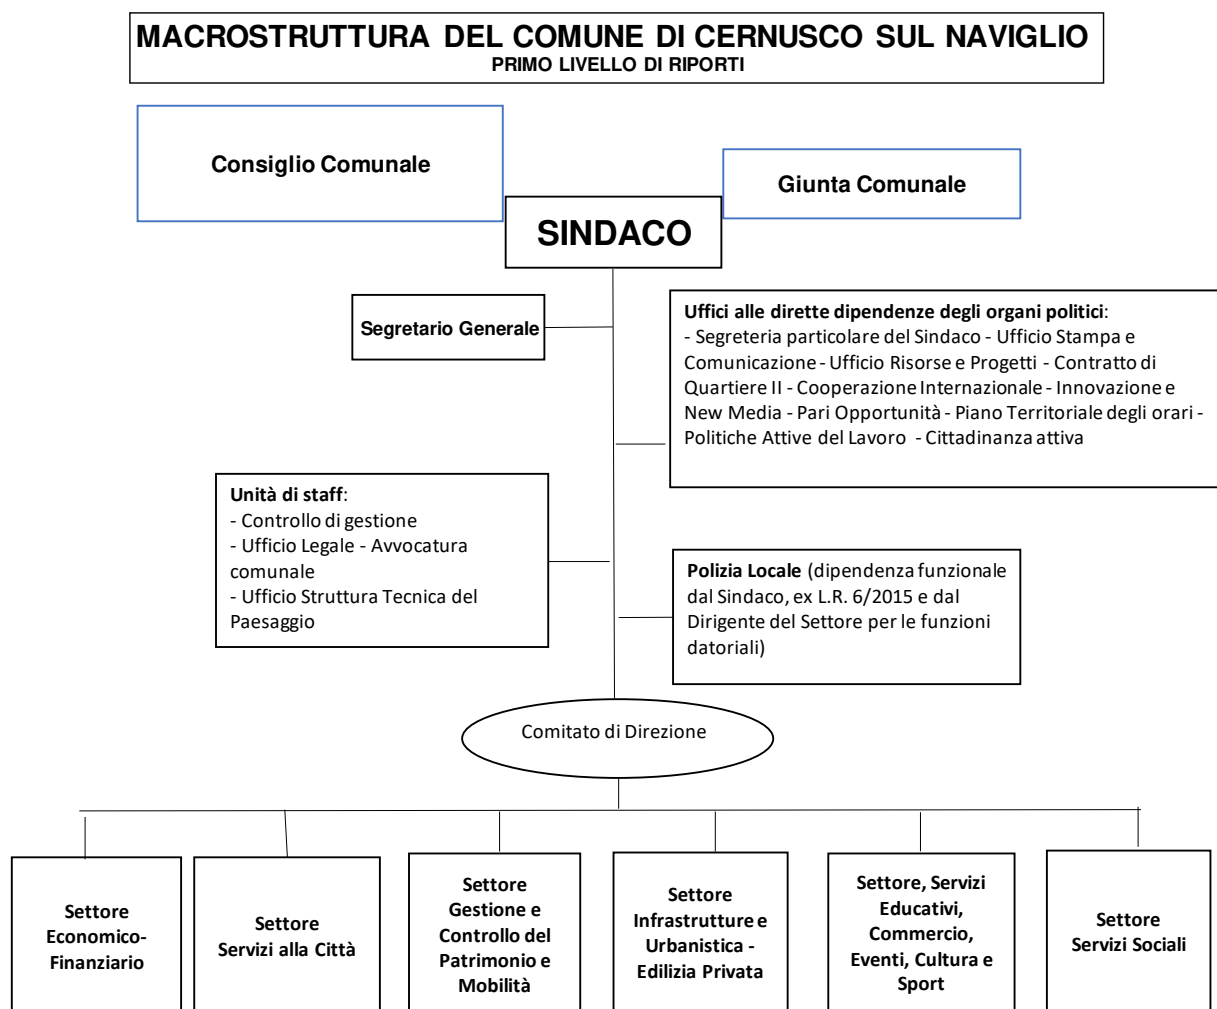 MACROSTRUTTURA DEL COMUNE DI CERNUSCO SUL NAVIGLIO
PRIMO LIVELLO DI RIPORTI
Consiglio Comunale
Giunta Comunale
SINDACO
Segretario Generale
Uffici alle dirette dipendenze degli organi politici:
- Segreteria particolare del Sindaco - Ufficio Stampa e
Comunicazione - Ufficio Risorse e Progetti - Contratto di
Quartiere II - Cooperazione Internazionale - Innovazione e
New Media - Pari Opportunità - Piano Territoriale degli orari -
Politiche Attive del Lavoro - Cittadinanza attiva
Unità di staff:
- Controllo di gestione
- Ufficio Legale - Avvocatura
comunale
- Ufficio Struttura Tecnica del
Paesaggio
Polizia Locale (dipendenza funzionale
dal Sindaco, ex L.R. 6/2015 e dal
Dirigente del Settore per le funzioni
datoriali)
Comitato di Direzione
Settore
Economico-
Finanziario
Settore
Servizi alla Città
Settore
Gestione e
Controllo del
Patrimonio e
Mobilità
Settore
Infrastrutture e
Urbanistica -
Edilizia Privata
Settore, Servizi
Educativi,
Commercio,
Eventi, Cultura e
Sport
Settore
Servizi Sociali